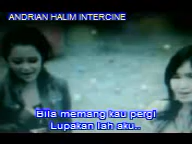 ANDRIAN HALIM INTERCINE
Bila memang kau pergi
Lupakan lah aku..